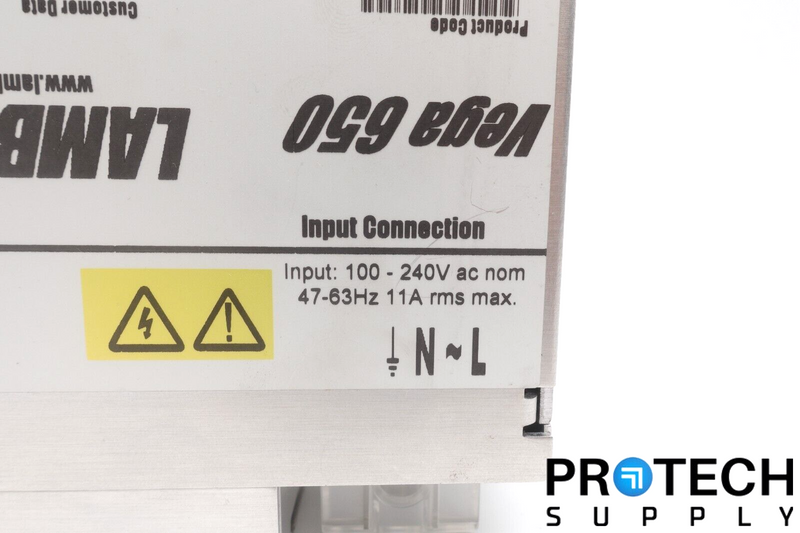 Customer Data
Product Code
www.lam
LAMB
Vega 650
Input Connection
Input: 100 - 240V ac nom
47-63Hz 11A rms max.
N ~ L
PROTECH
SUPPLY